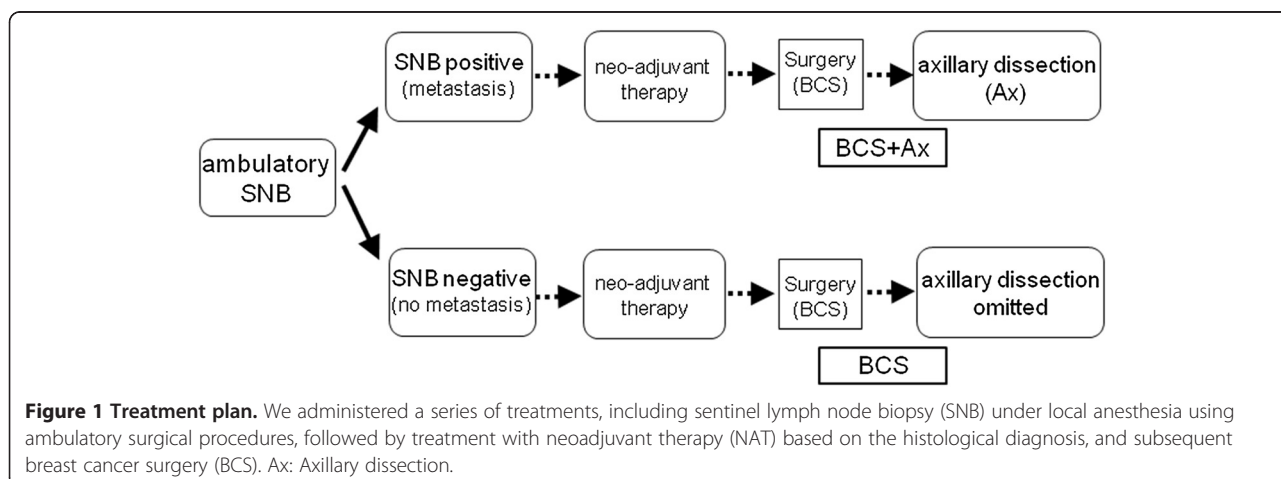 SNB positive
(metastasis)
neo-adjuvant
therapy
Surgery
(BCS)
axillary dissection
(Ax)
BCS+Ax
ambulatory
SNB
SNB negative
(no metastasis)
neo-adjuvant
therapy
Surgery
(BCS)
axillary dissection
omitted
BCS
Figure 1 Treatment plan. We administered a series of treatments, including sentinel lymph node biopsy (SNB) under local anesthesia using
ambulatory surgical procedures, followed by treatment with neoadjuvant therapy (NAT) based on the histological diagnosis, and subsequent
breast cancer surgery (BCS). Ax: Axillary dissection.